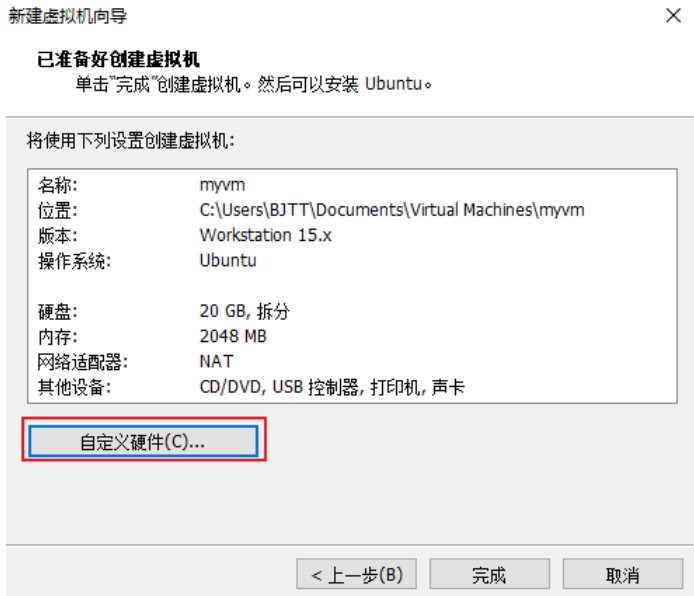 新建虚拟机向导
已准备好创建虚拟机
单击"完成"创建虚拟机。然后可以安装 Ubuntu。
将使用下列设置创建虚拟机:
名称: myvm
位置: C:\Users\BJTT\Documents\Virtual Machines\myvm
版本: Workstation 15.x
操作系统: Ubuntu
硬盘: 20 GB, 拆分
内存: 2048 MB
网络适配器: NAT
其他设备: CD/DVD, USB 控制器, 打印机, 声卡
自定义硬件(C)...
< 上一步(B) 完成 取消